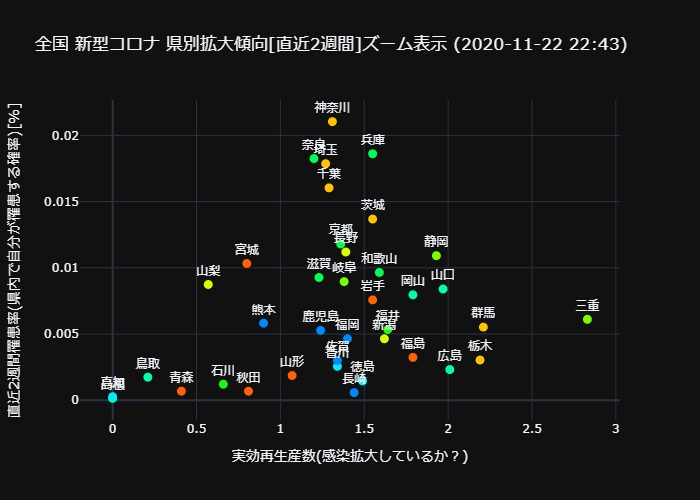 全国 新型コロナ 県別拡大傾向[直近2週間]ズーム表示 (2020-11-22 22:43)
直近2週間罹患率(県内で自分が罹患する確率)[%]
0.02
0.015
0.01
0.005
0
神奈川
奈良
埼玉
兵庫
千葉
茨城
京都
長野
静岡
宮城
山梨
滋賀
岐阜
和歌山
岡山
山口
岩手
熊本
鹿児島
福岡
福井
新潟
群馬
三重
佐賀
香川
福島
栃木
広島
鳥取
青森
石川
秋田
山形
徳島
長崎
高知
0
0.5
1
1.5
2
2.5
3
実効再生産数(感染拡大しているか？)